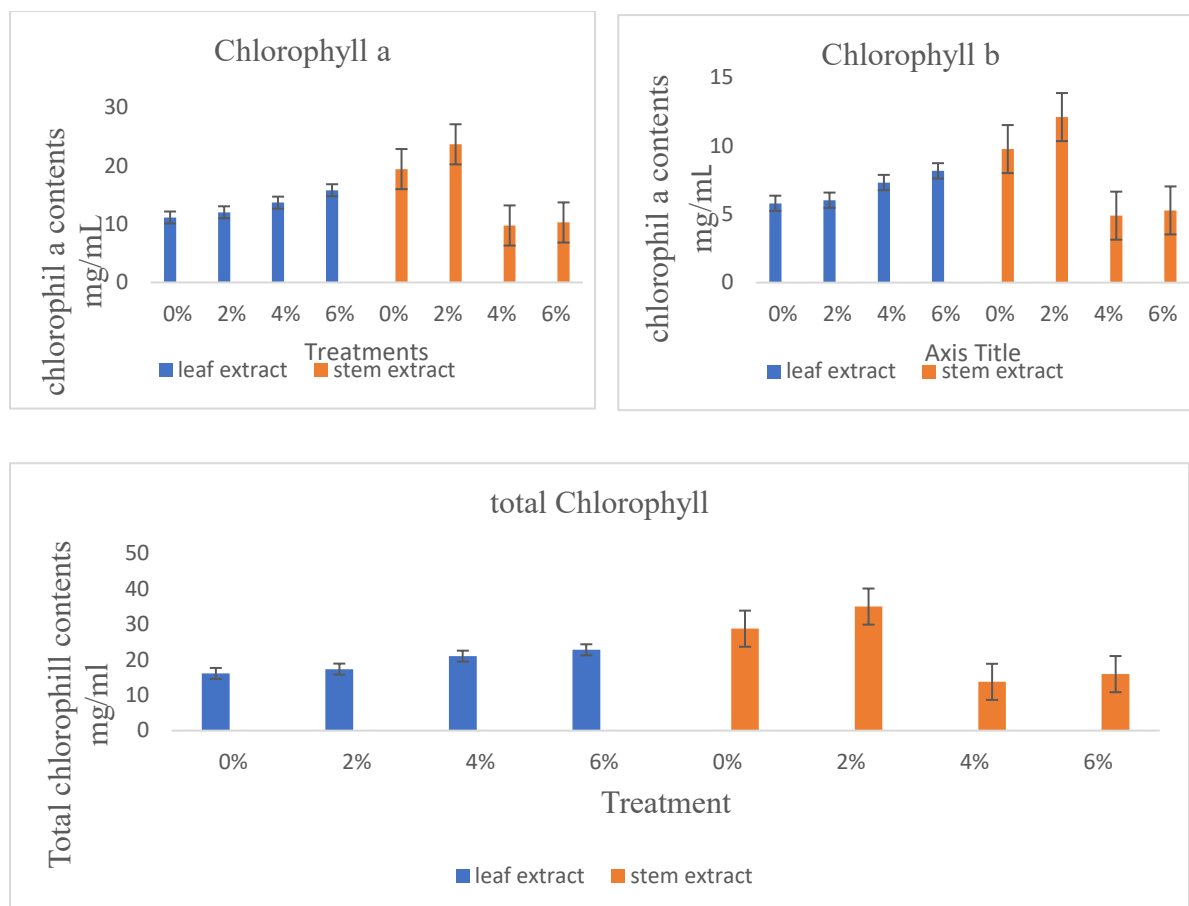 Chlorophyll a
chlorophil a contents
mg/mL
30
20
10
0
0% 2% 4% 6% 0% 2% 4% 6%
Treatments
leaf extract stem extract
Chlorophyll b
chlorophil a contents
mg/mL
15
10
5
0
0% 2% 4% 6% 0% 2% 4% 6%
Axis Title
leaf extract stem extract
total Chlorophyll
Total chlorophill contents
mg/ml
50
40
30
20
10
0
0% 2% 4% 6% 0% 2% 4% 6%
Treatment
leaf extract stem extract